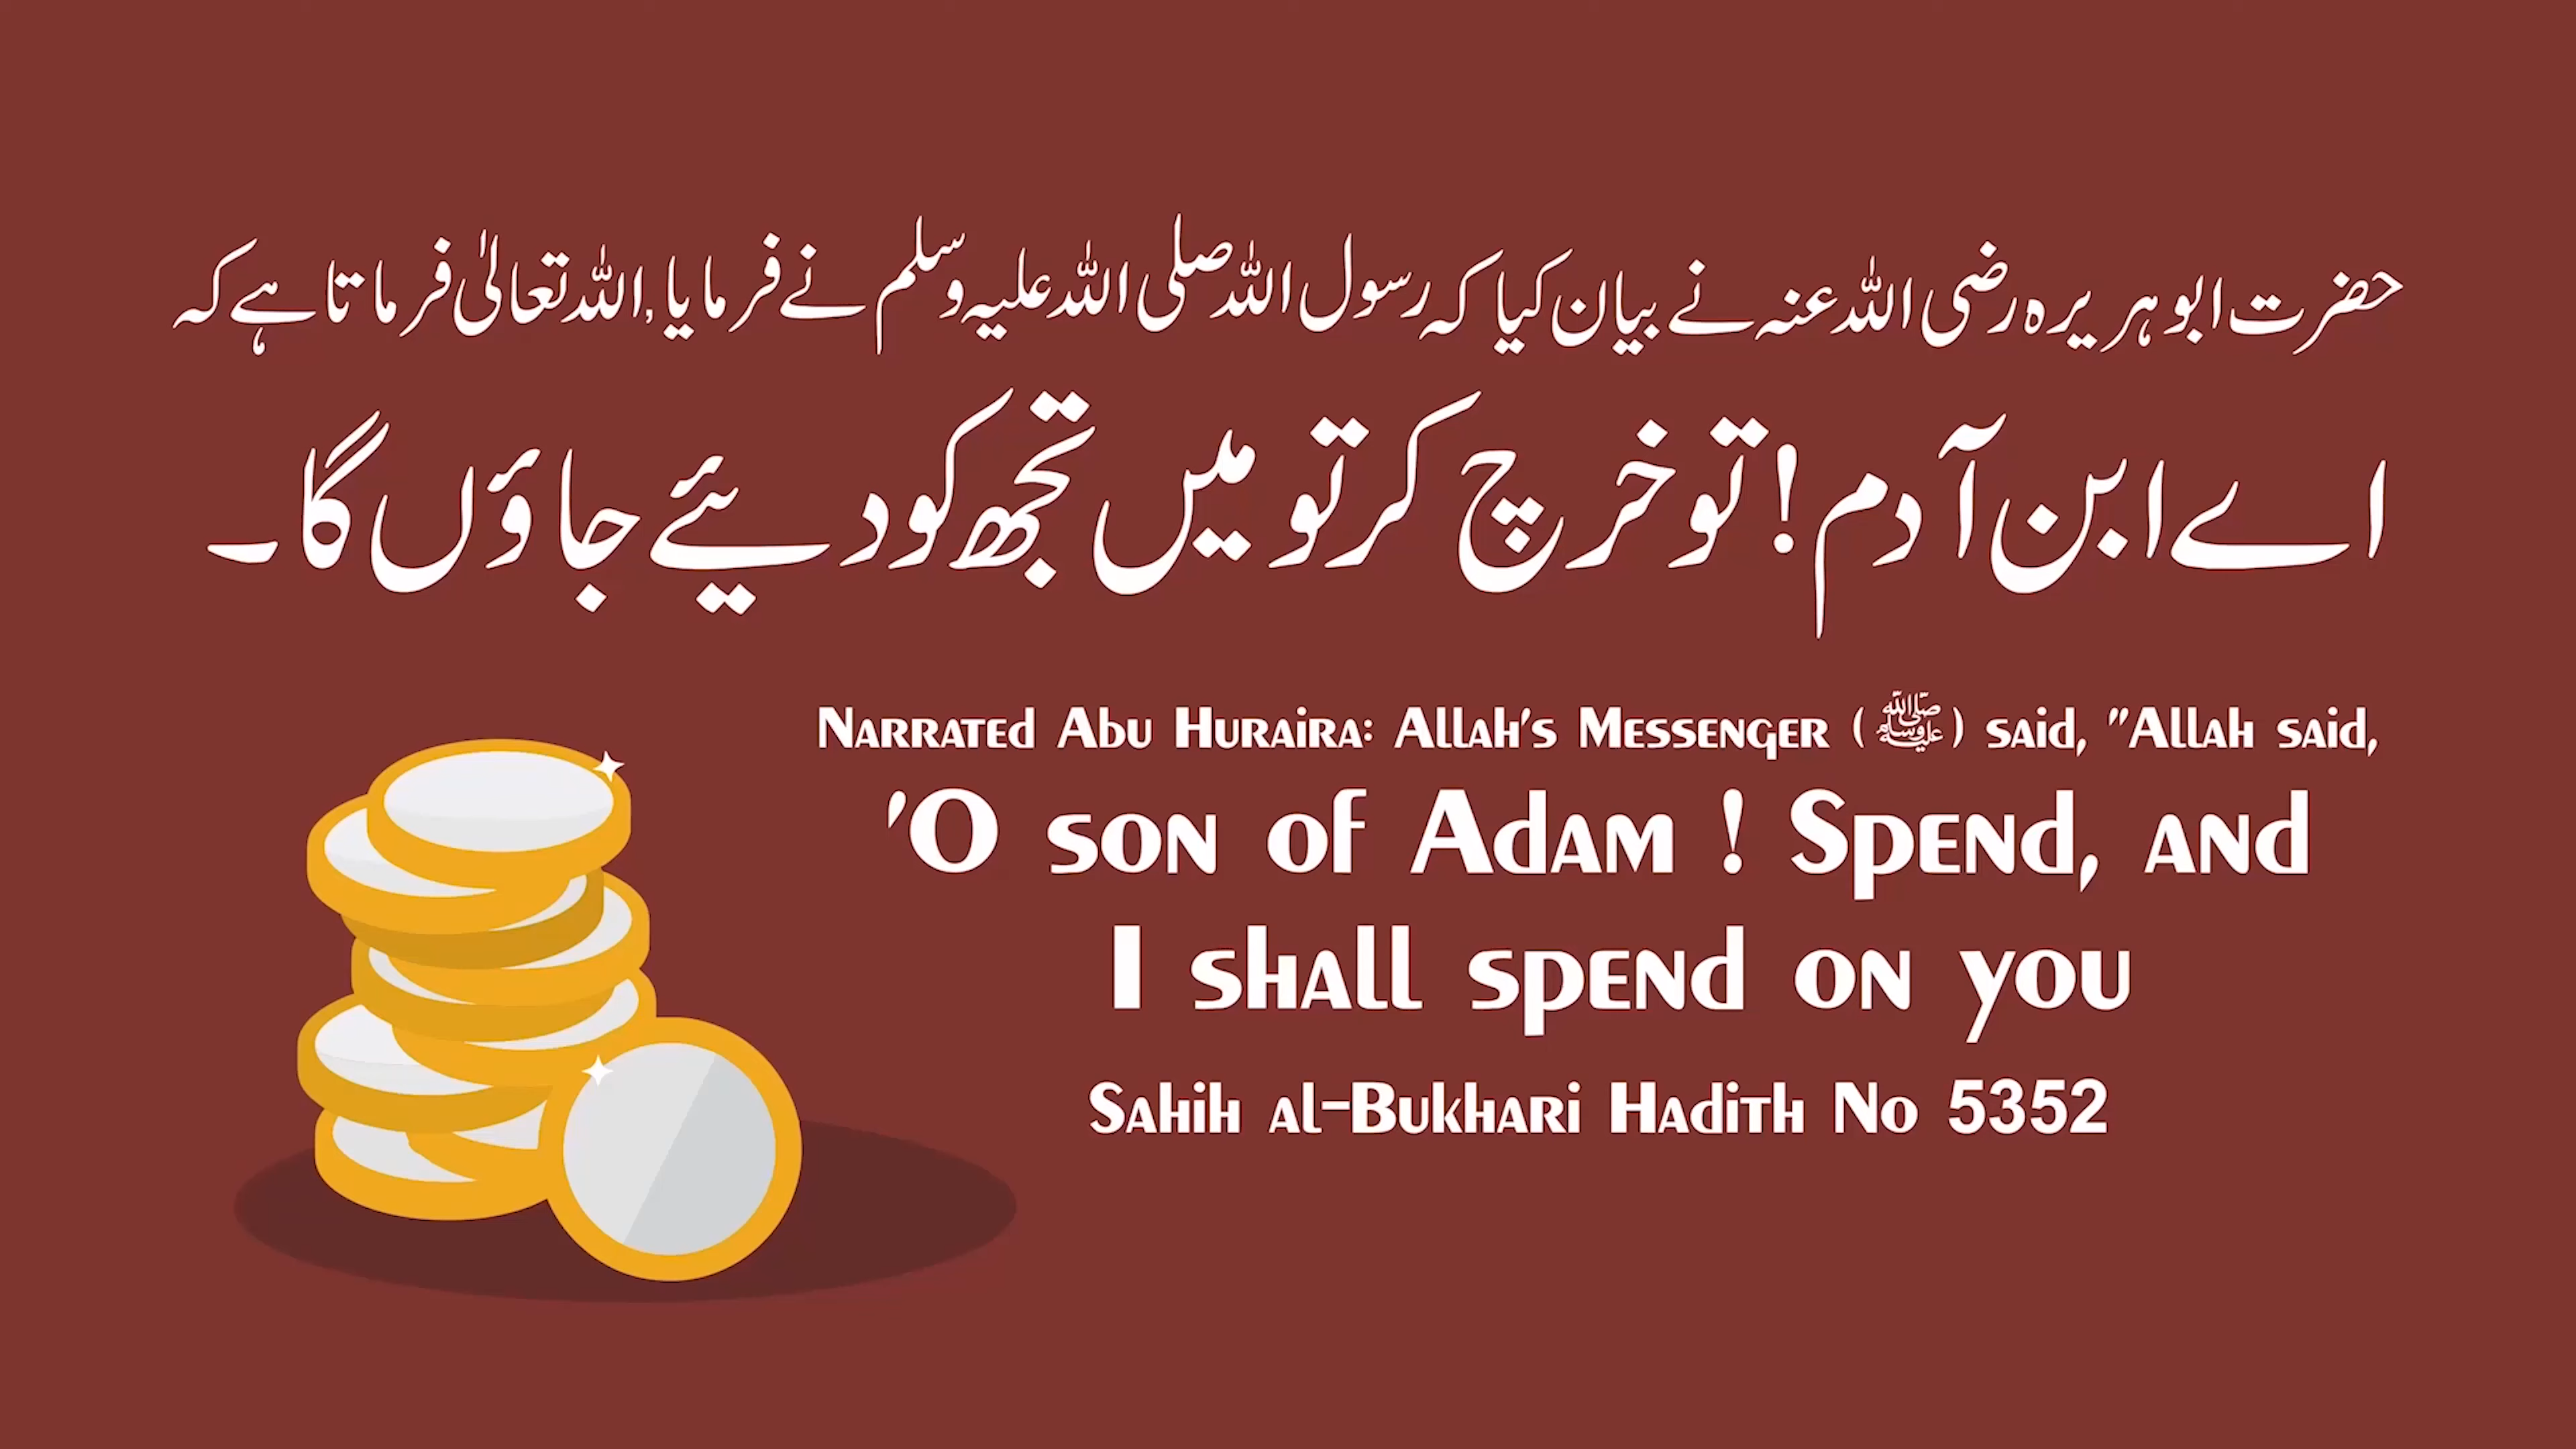 حضرت ابو ہریرہ رضی اللہ عنہ نے بیان کیا کہ رسول اللہ صلی اللہ علیہ وسلم نے فرمایا, اللہ تعالیٰ فرماتا ہے کہ
اے ابن آدم! تو خرچ کر تو میں تجھ کو دیئے جاؤں گا۔
Narrated Abu Huraira: Allah's Messenger (ﷺ) said, "Allah said,
'O son of Adam ! Spend, and
I shall spend on you
Sahih al-Bukhari Hadith No 5352